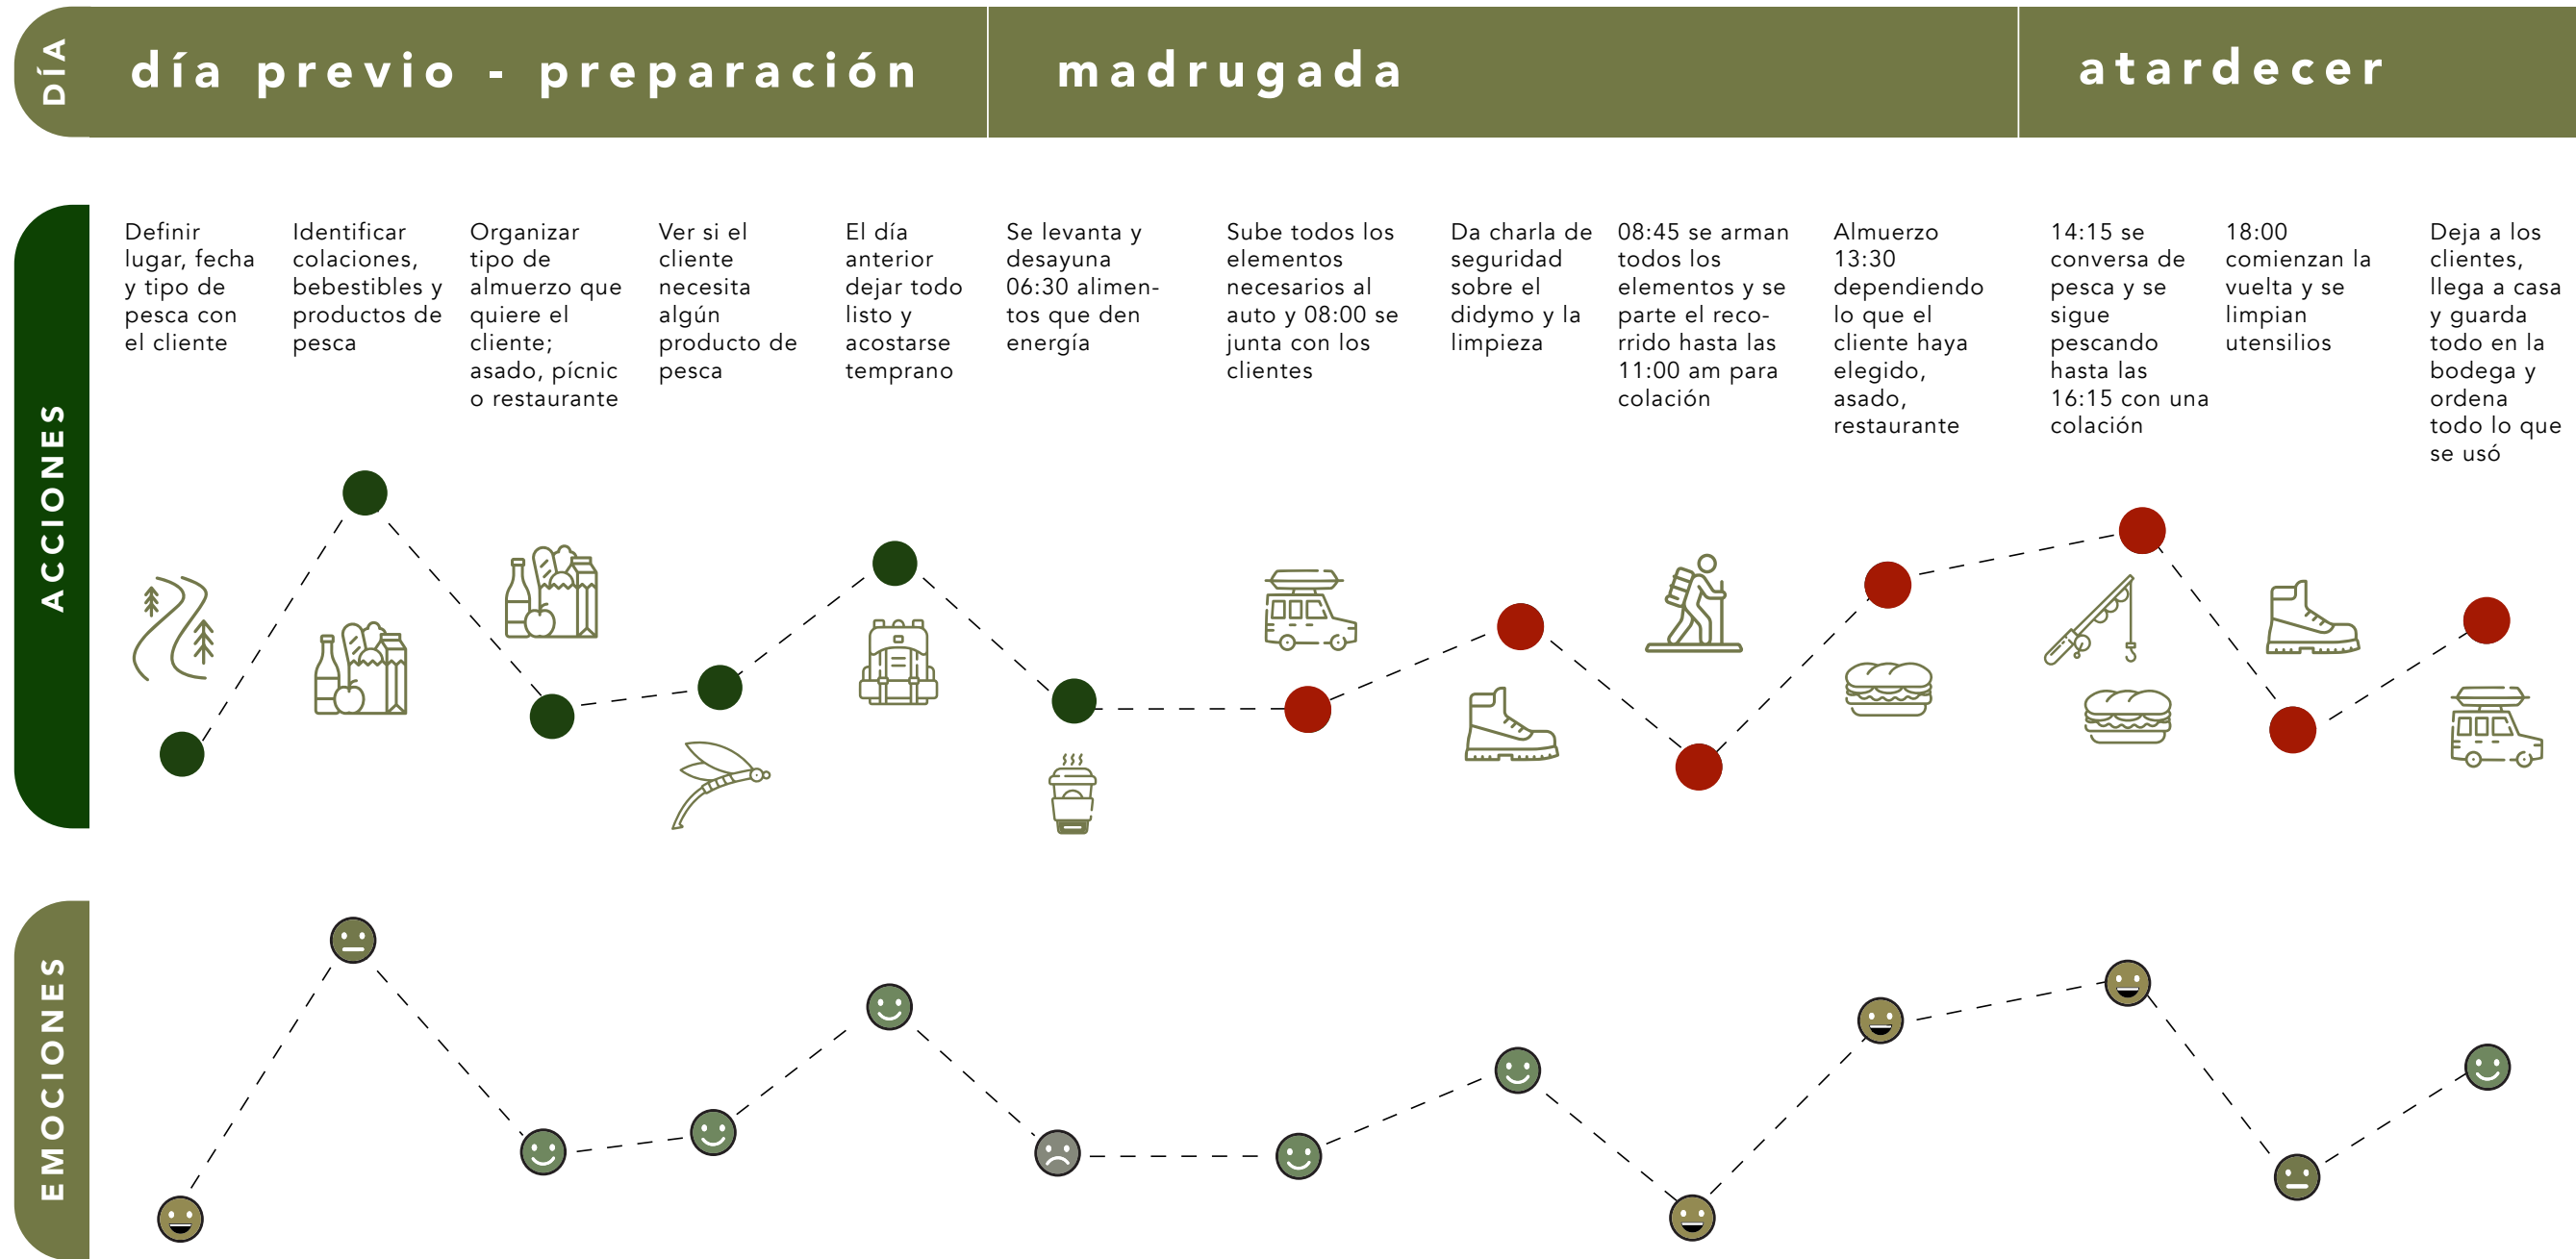 DÍA
día previo - preparación
madrugada
atardecer
ACCIONES
Definir
lugar, fecha
y tipo de
pesca con
el cliente
Identificar
colaciones,
bebestibles y
productos de
pesca
Organizar
tipo de
almuerzo que
quiere el
cliente;
asado, pícnic
o restaurante
Ver si el
cliente
necesita
algún
producto de
pesca
El día
anterior
dejar todo
listo y
acostarse
temprano
Se levanta y
desayuna
06:30 alimen-
tos que den
energía
Sube todos los
elementos
necesarios al
auto y 08:00 se
junta con los
clientes
Da charla de
seguridad
sobre el
didymo y la
limpieza
08:45 se arman
todos los
elementos y se
parte el reco-
rrido hasta las
11:00 am para
colación
Almuerzo
13:30
dependiendo
lo que el
cliente haya
elegido,
asado,
restaurante
14:15 se
conversa de
pesca y se
sigue
pescando
hasta las
16:15 con una
colación
18:00
comienzan la
vuelta y se
limpian
utensilios
Deja a los
clientes,
llega a casa
y guarda
todo en la
bodega y
ordena
todo lo que
se usó
EMOCIONES